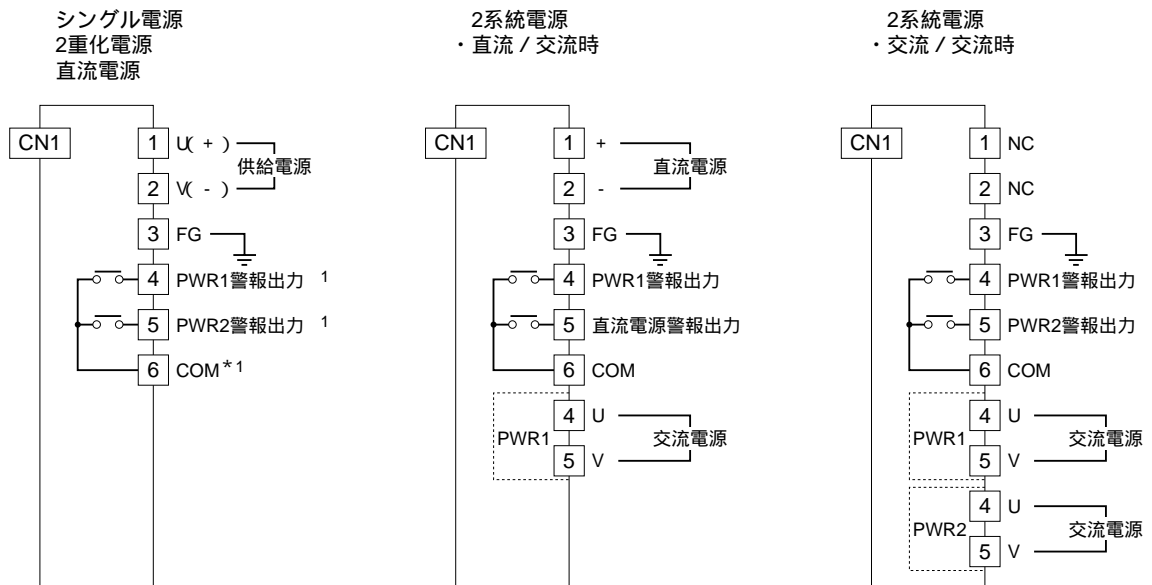 シングル電源
2重化電源
直流電源
CN1
1 U( + )
供給電源
2 V( - )
3 FG
4 PWR1警報出力 1
5 PWR2警報出力 1
6 COM*1
2系統電源
・直流 / 交流時
CN1
1 +
直流電源
2 -
3 FG
4 PWR1警報出力
5 直流電源警報出力
6 COM
4 U
PWR1 交流電源
5 V
2系統電源
・交流 / 交流時
CN1
1 NC
2 NC
3 FG
4 PWR1警報出力
5 PWR2警報出力
6 COM
4 U
PWR1 交流電源
5 V
4 U
PWR2 交流電源
5 V